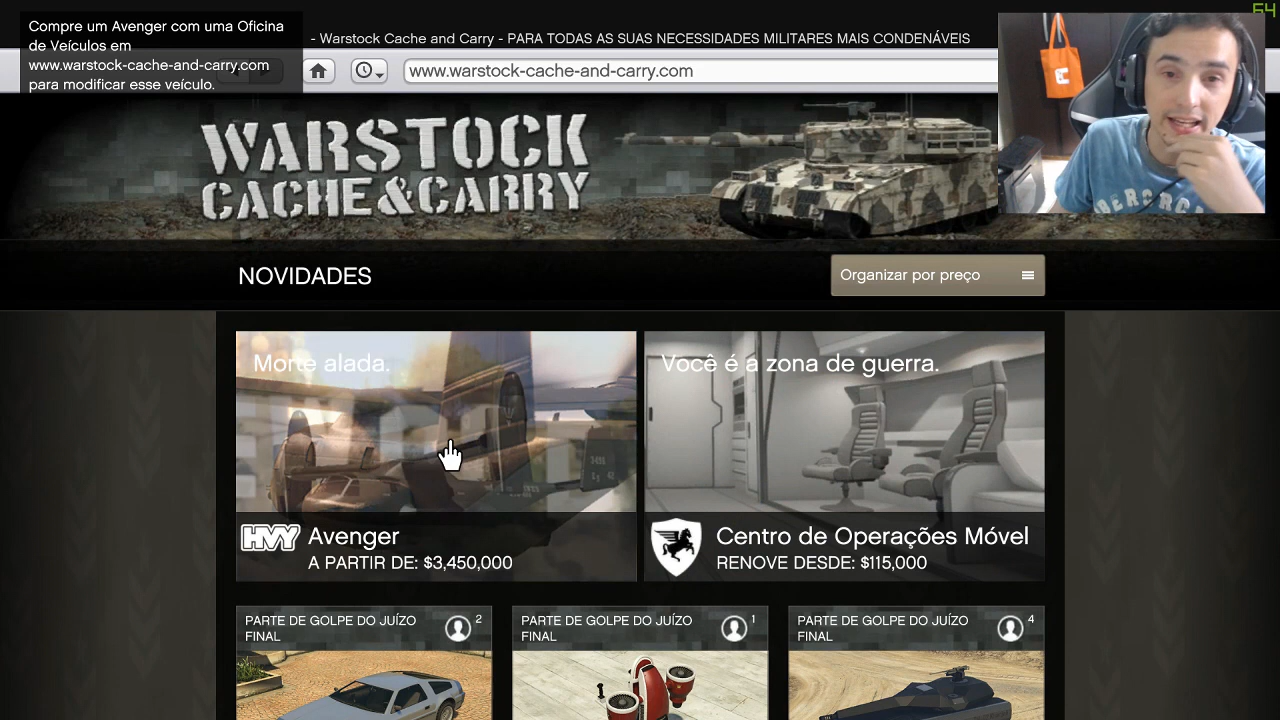 64
Compre um Avenger com uma Oficina
de Veículos em
www.warstock-cache-and-carry.com
para modificar esse veículo.
- Warstock Cache and Carry - PARA TODAS AS SUAS NECESSIDADES MILITARES MAIS CONDENÁVEIS
www.warstock-cache-and-carry.com
WARSTOCK
CACHE&CARRY
NOVIDADES
Organizar por preço
Morte alada.
Você é a zona de guerra.
HVY
Avenger
A PARTIR DE: $3,450,000
Centro de Operações Móvel
RENOVE DESDE: $115,000
PARTE DE GOLPE DO JUÍZO
FINAL
2
PARTE DE GOLPE DO JUÍZO
FINAL
1
PARTE DE GOLPE DO JUÍZO
FINAL
4